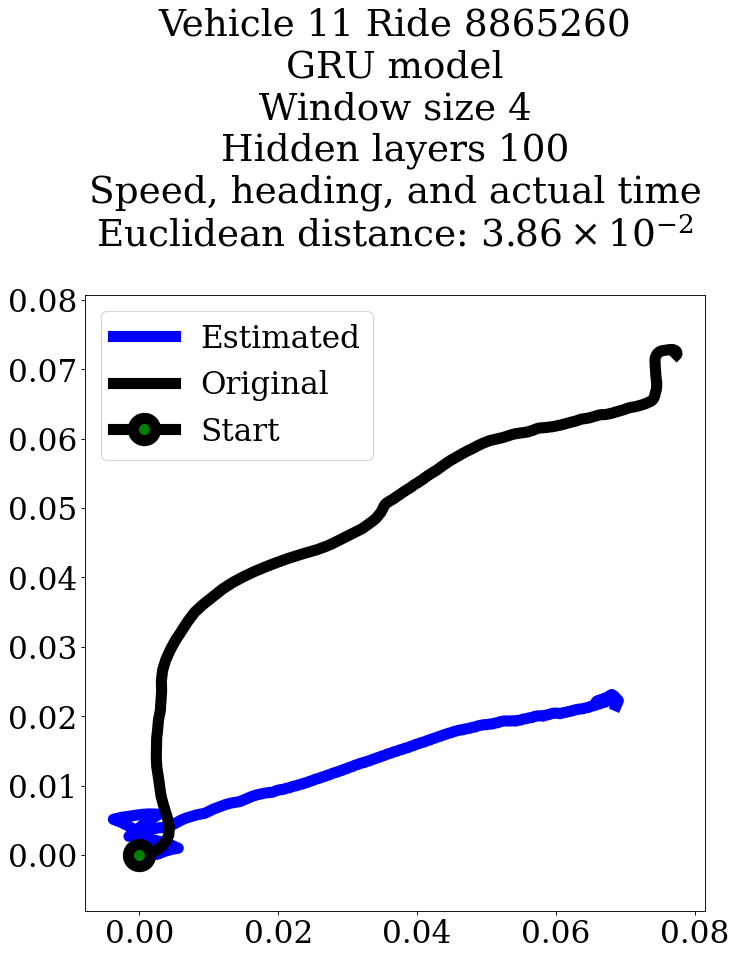 Vehicle 11 Ride 8865260
GRU model
Window size 4
Hidden layers 100
Speed, heading, and actual time
Euclidean distance: 3.86 × 10⁻²
0.08
0.07
0.06
0.05
0.04
0.03
0.02
0.01
0.00
Estimated
Original
Start
0.00 0.02 0.04 0.06 0.08